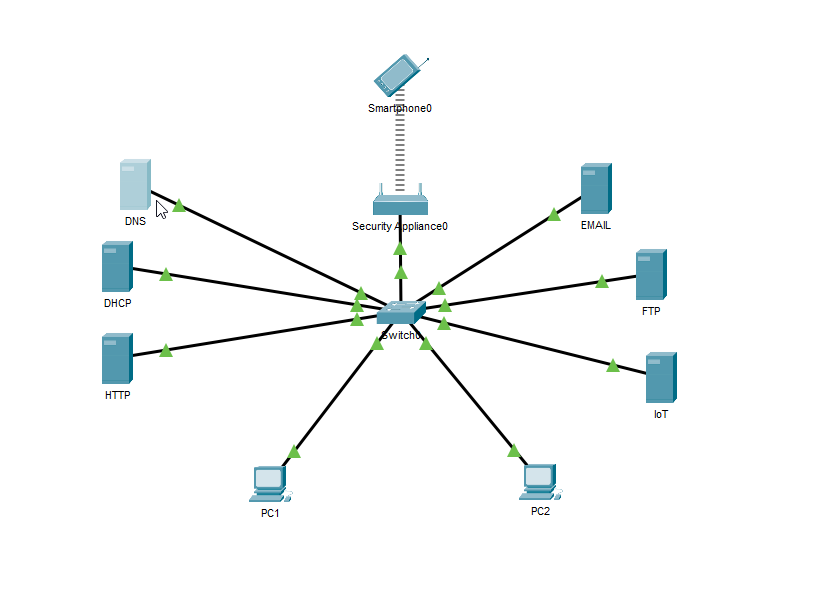 Smartphone0
DNS
Security Appliance0
EMAIL
DHCP
FTP
Switch0
HTTP
IoT
PC1
PC2